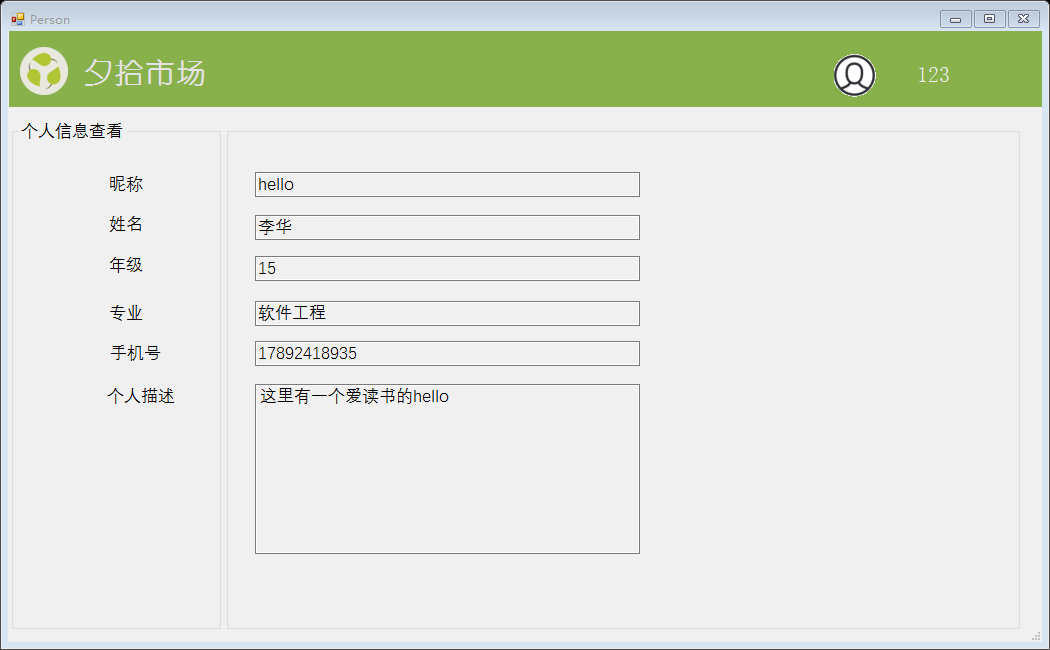 Person
夕拾市场
123
个人信息查看
昵称
hello
姓名
李华
年级
15
专业
软件工程
手机号
17892418935
个人描述
这里有一个爱读书的hello